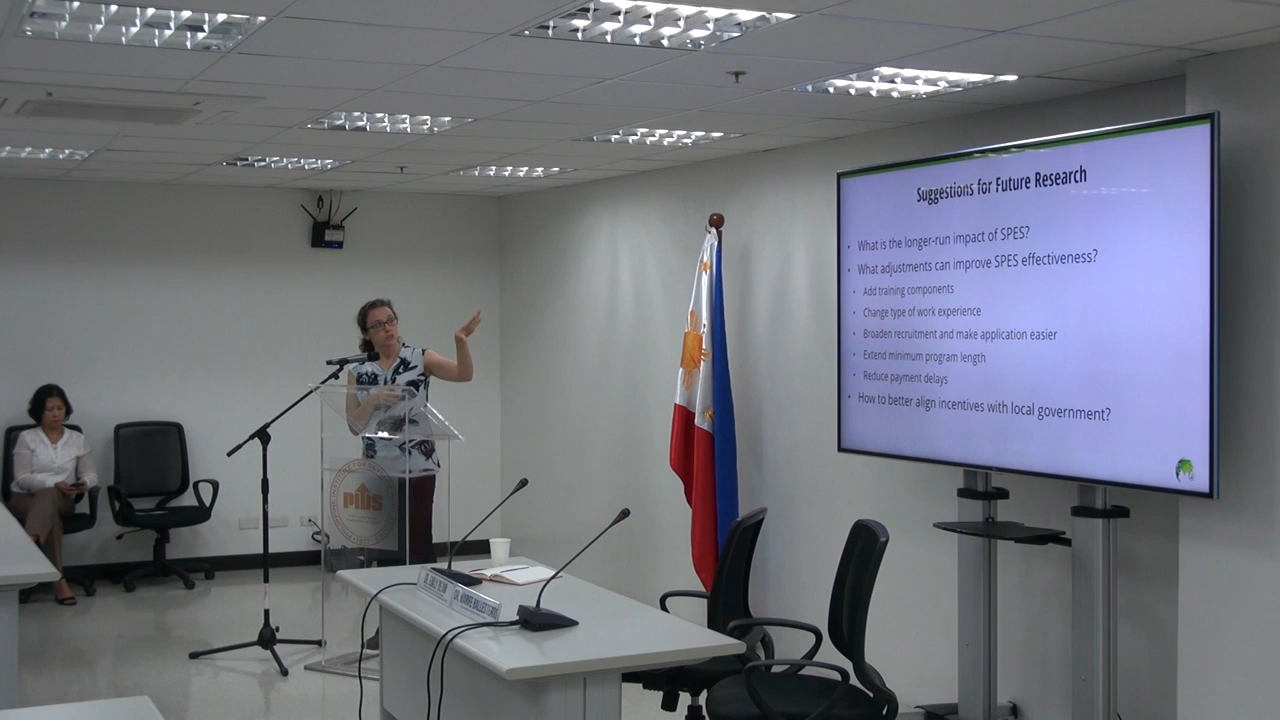 Suggestions for Future Research
• What is the longer-run impact of SPES?
• What adjustments can improve SPES effectiveness?
• Add training components
• Change type of work experience
• Broaden recruitment and make application easier
• Extend minimum program length
• Reduce payment delays
• How to better align incentives with local government?
pids